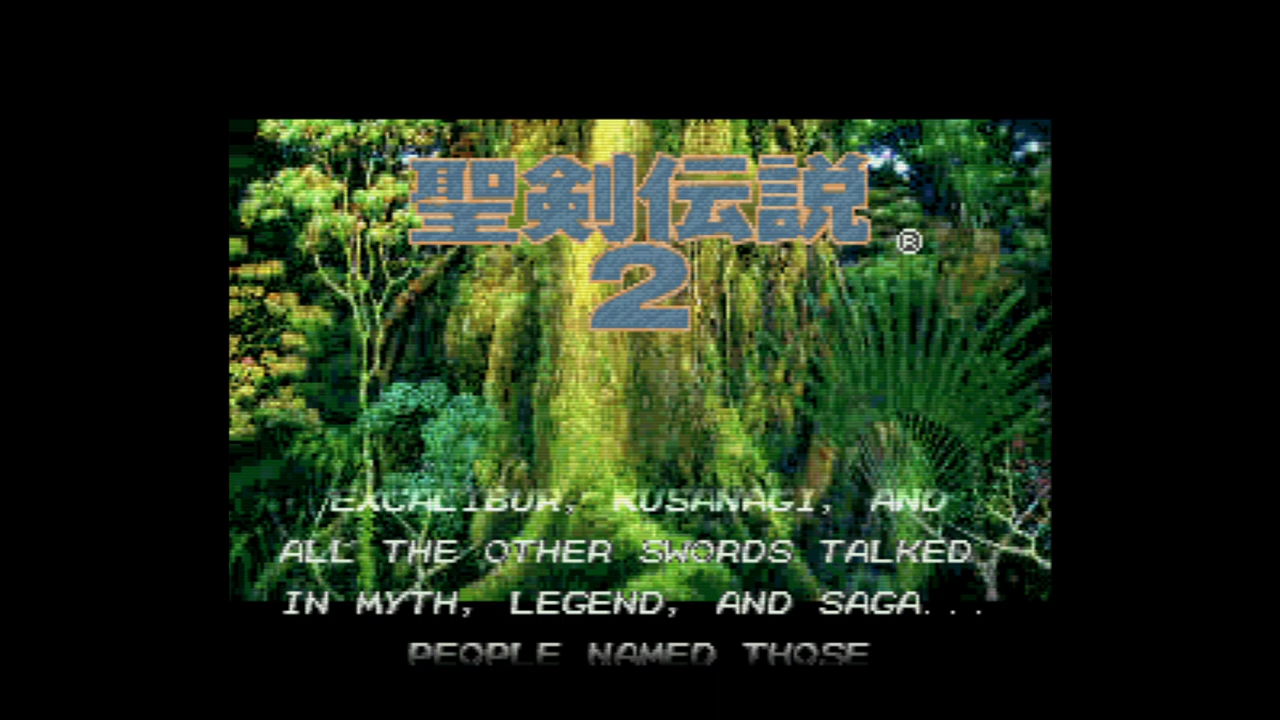 聖剣伝説
®
2
EXCALIBUR, KUSANAGI, AND
ALL THE OTHER SWORDS TALKED
IN MYTH, LEGEND, AND SAGA...
PEOPLE NAMED THOSE